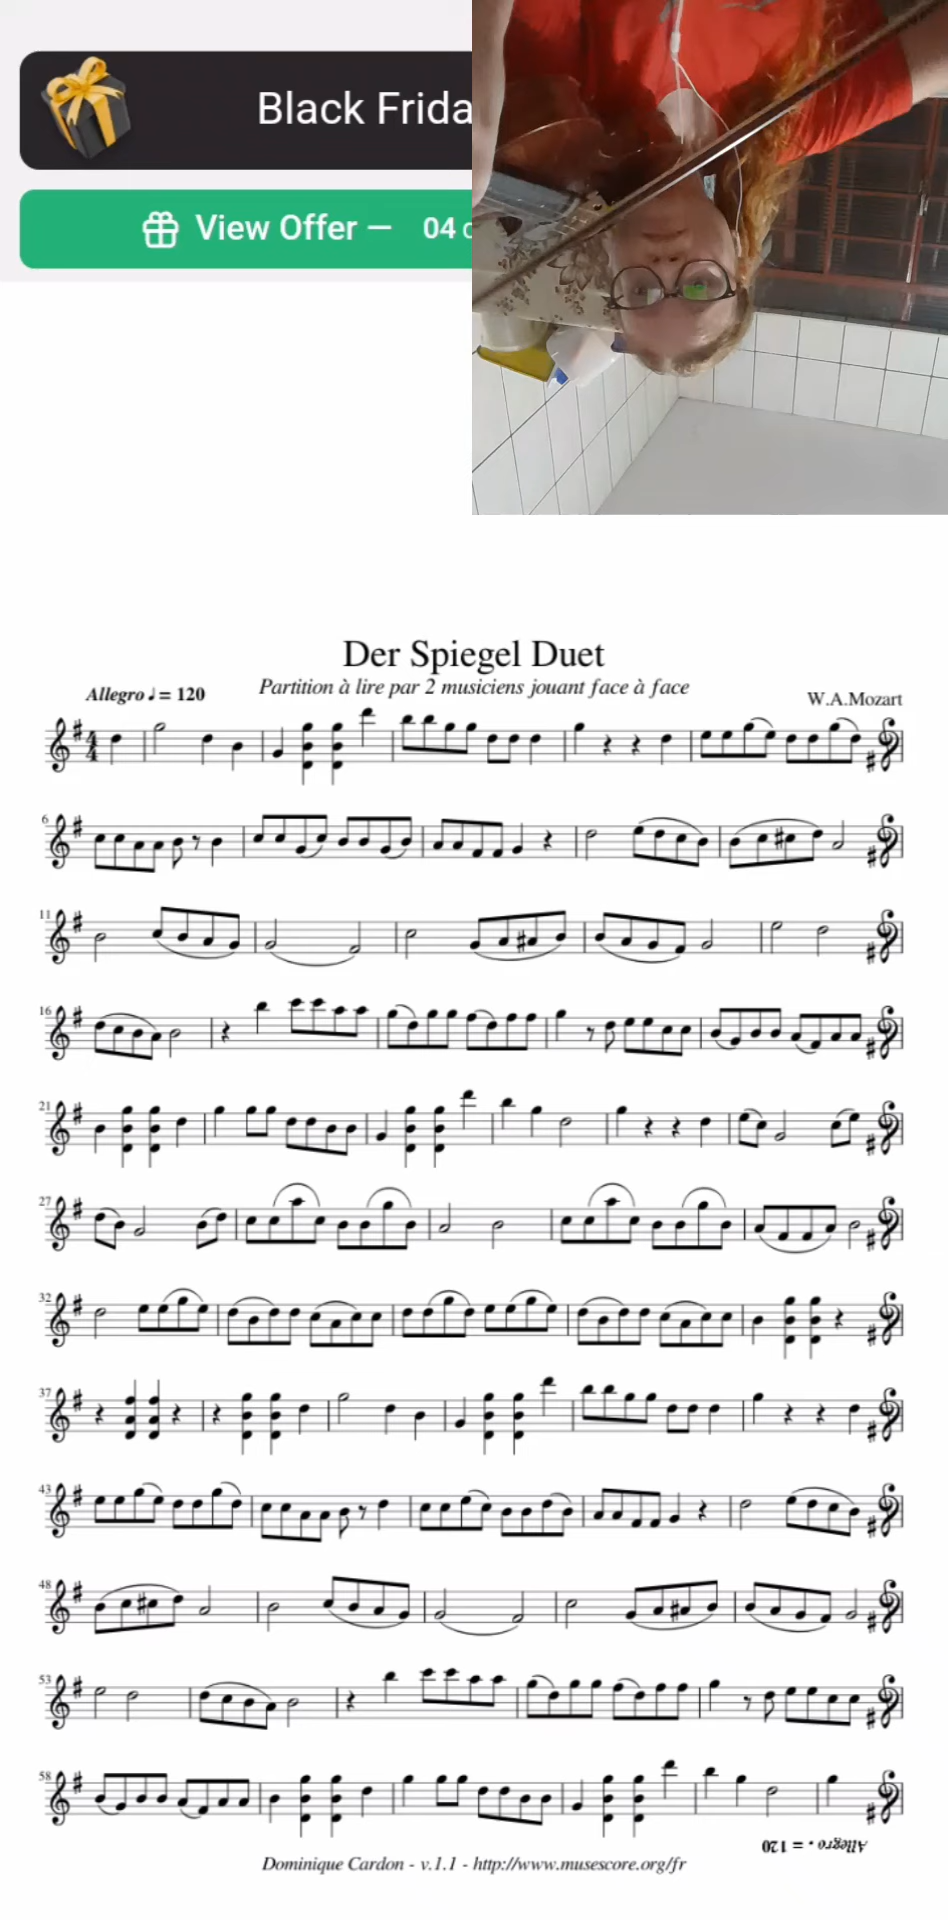 Black Frida
View Offer — 04 d
Der Spiegel Duet
Partition à lire par 2 musiciens jouant face à face
Allegro ♩ = 120
W.A.Mozart
6
11
16
21
27
32
37
43
48
53
58
Allegro . = 120
Dominique Cardon - v.1.1 - http://www.musescore.org/fr